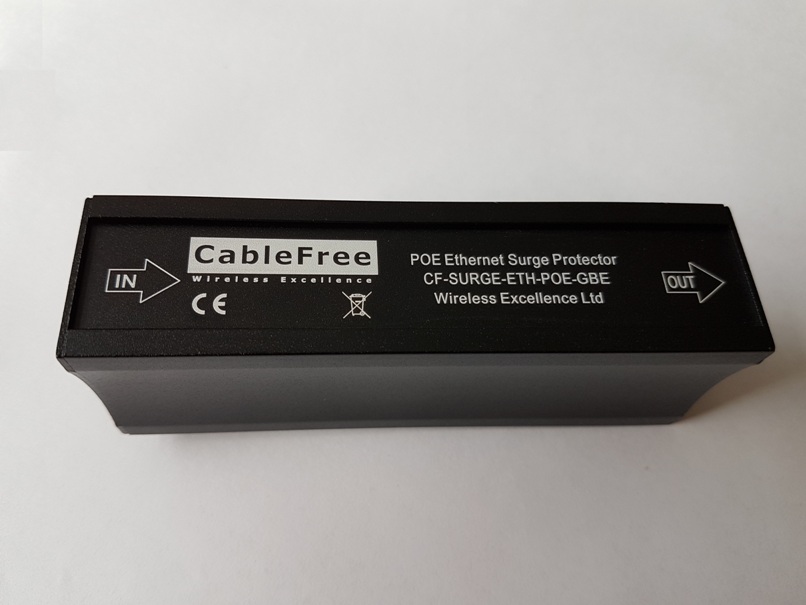 IN
CableFree
Wireless Excellence
CE
POE Ethernet Surge Protector
CF-SURGE-ETH-POE-GBE
Wireless Excellence Ltd
OUT